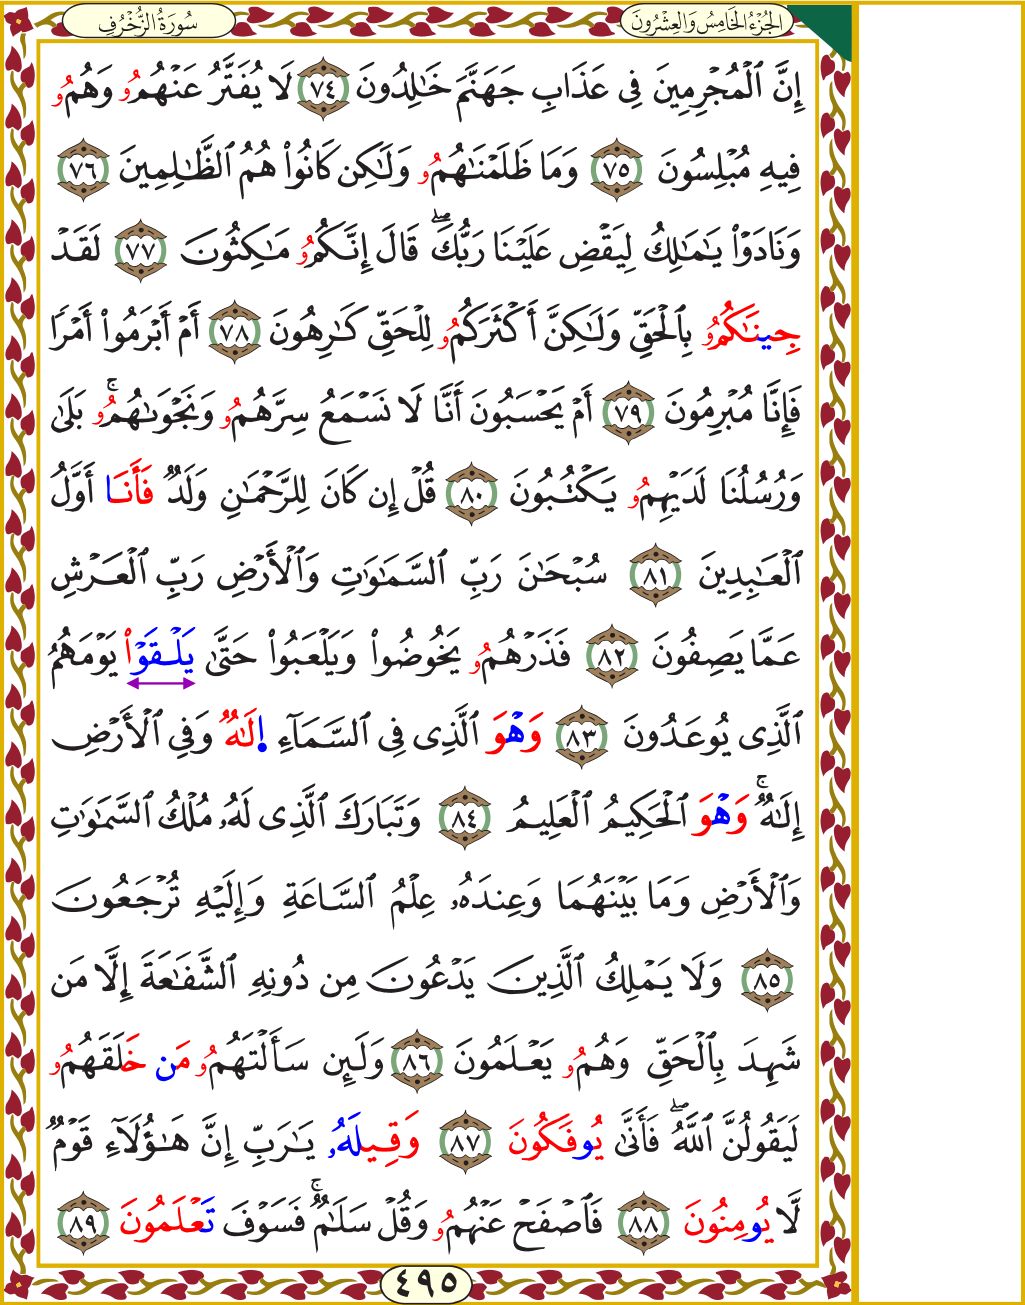 الجُزْءُ الخَامِسُ وَالعِشْرُونَ
سُورَةُ الزُّخْرُفِ
إِنَّ ٱلْمُجْرِمِينَ فِى عَذَابِ جَهَنَّمَ خَٰلِدُونَ ٧٤ لَا يُفَتَّرُ عَنْهُمُۥ وَهُمُۥ
فِيهِ مُبْلِسُونَ ٧٥ وَمَا ظَلَمْنَٰهُمُۥ وَلَٰكِن كَانُوا۟ هُمُ ٱلظَّٰلِمِينَ ٧٦
وَنَادَوْا۟ يَٰمَٰلِكُ لِيَقْضِ عَلَيْنَا رَبُّكَۖ قَالَ إِنَّكُمُۥ مَٰكِثُونَ ٧٧ لَقَدْ
جِينَٰكُمُۥ بِٱلْحَقِّ وَلَٰكِنَّ أَكْثَرَكُمُۥ لِلْحَقِّ كَٰرِهُونَ ٧٨ أَمْ أَبْرَمُوا۟ أَمْرًا
فَإِنَّا مُبْرِمُونَ ٧٩ أَمْ يَحْسَبُونَ أَنَّا لَا نَسْمَعُ سِرَّهُمُۥ وَنَجْوَىٰهُمُۥۚ بَلَىٰ
وَرُسُلُنَا لَدَيْهِمُۥ يَكْتُبُونَ ٨٠ قُلْ إِن كَانَ لِلرَّحْمَٰنِ وَلَدٌ فَأَنَا أَوَّلُ
ٱلْعَٰبِدِينَ ٨١ سُبْحَٰنَ رَبِّ ٱلسَّمَٰوَٰتِ وَٱلْأَرْضِ رَبِّ ٱلْعَرْشِ
عَمَّا يَصِفُونَ ٨٢ فَذَرْهُمُۥ يَخُوضُوا۟ وَيَلْعَبُوا۟ حَتَّىٰ يَلْقَوْا۟ يَوْمَهُمُ
ٱلَّذِى يُوعَدُونَ ٨٣ وَهْوَ ٱلَّذِى فِى ٱلسَّمَآءِ إِلَٰهٌ وَفِى ٱلْأَرْضِ
إِلَٰهٌۚ وَهْوَ ٱلْحَكِيمُ ٱلْعَلِيمُ ٨٤ وَتَبَارَكَ ٱلَّذِى لَهُۥ مُلْكُ ٱلسَّمَٰوَٰتِ
وَٱلْأَرْضِ وَمَا بَيْنَهُمَا وَعِندَهُۥ عِلْمُ ٱلسَّاعَةِ وَإِلَيْهِ تُرْجَعُونَ
٨٥ وَلَا يَمْلِكُ ٱلَّذِينَ يَدْعُونَ مِن دُونِهِ ٱلشَّفَٰعَةَ إِلَّا مَن
شَهِدَ بِٱلْحَقِّ وَهُمُۥ يَعْلَمُونَ ٨٦ وَلَئِن سَأَلْتَهُمُۥ مَن خَلَقَهُمُۥ
لَيَقُولُنَّ ٱللَّهُۖ فَأَنَّىٰ يُوفَكُونَ ٨٧ وَقِيلَهُۥ يَٰرَبِّ إِنَّ هَٰؤُلَآءِ قَوْمٌ
لَّا يُومِنُونَ ٨٨ فَٱصْفَحْ عَنْهُمُۥ وَقُلْ سَلَٰمٌۚ فَسَوْفَ تَعْلَمُونَ ٨٩
٤٩٥